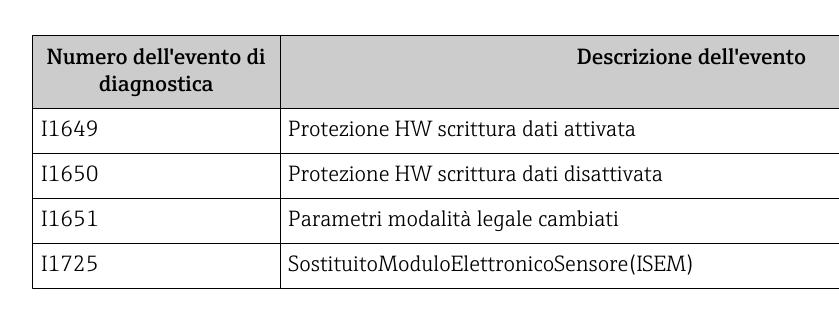 Numero dell'evento di
diagnostica
Descrizione dell'evento
I1649
Protezione HW scrittura dati attivata
I1650
Protezione HW scrittura dati disattivata
I1651
Parametri modalità legale cambiati
I1725
SostituitoModuloElettronicoSensore(ISEM)